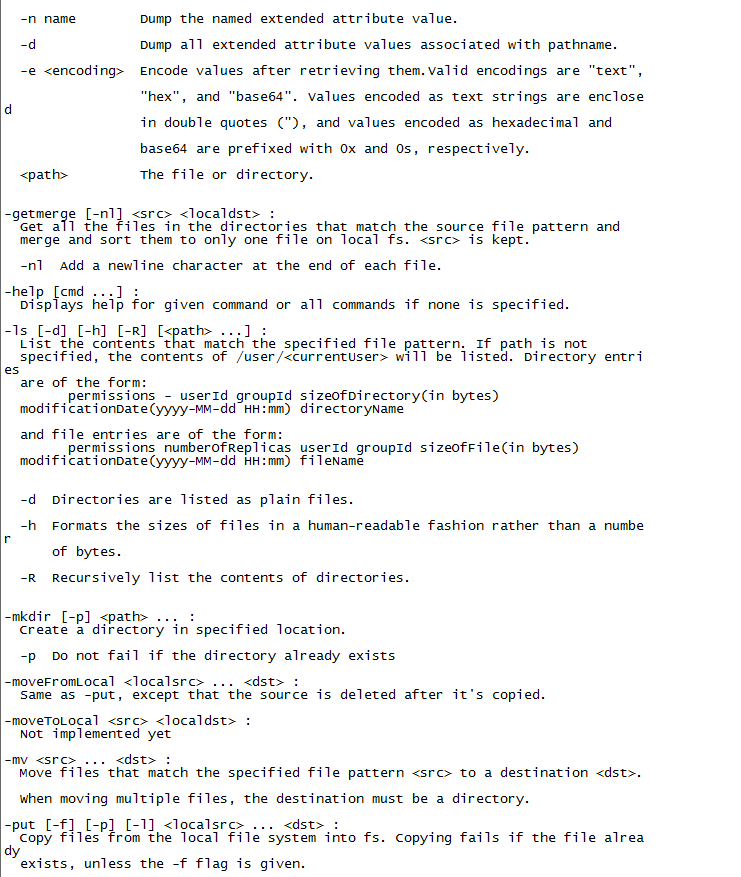 -n name        Dump the named extended attribute value.
-d             Dump all extended attribute values associated with pathname.
-e <encoding>  Encode values after retrieving them.Valid encodings are "text",
"hex", and "base64". Values encoded as text strings are enclose
d
in double quotes ("), and values encoded as hexadecimal and
base64 are prefixed with 0x and 0s, respectively.
<path>         The file or directory.
-getmerge [-nl] <src> <localdst> :
Get all the files in the directories that match the source file pattern and
merge and sort them to only one file on local fs. <src> is kept.
-nl  Add a newline character at the end of each file.
-help [cmd ...] :
Displays help for given command or all commands if none is specified.
-ls [-d] [-h] [-R] [<path> ...] :
List the contents that match the specified file pattern. If path is not
specified, the contents of /user/<currentUser> will be listed. Directory entri
es
are of the form:
permissions - userId groupId sizeOfDirectory(in bytes)
modificationDate(yyyy-MM-dd HH:mm) directoryName
and file entries are of the form:
permissions numberOfReplicas userId groupId sizeOfFile(in bytes)
modificationDate(yyyy-MM-dd HH:mm) fileName
-d  Directories are listed as plain files.
-h  Formats the sizes of files in a human-readable fashion rather than a numbe
r
of bytes.
-R  Recursively list the contents of directories.
-mkdir [-p] <path> ... :
Create a directory in specified location.
-p  Do not fail if the directory already exists
-moveFromLocal <localsrc> ... <dst> :
Same as -put, except that the source is deleted after it's copied.
-moveToLocal <src> <localdst> :
Not implemented yet
-mv <src> ... <dst> :
Move files that match the specified file pattern <src> to a destination <dst>.
When moving multiple files, the destination must be a directory.
-put [-f] [-p] [-l] <localsrc> ... <dst> :
Copy files from the local file system into fs. Copying fails if the file alrea
dy
exists, unless the -f flag is given.